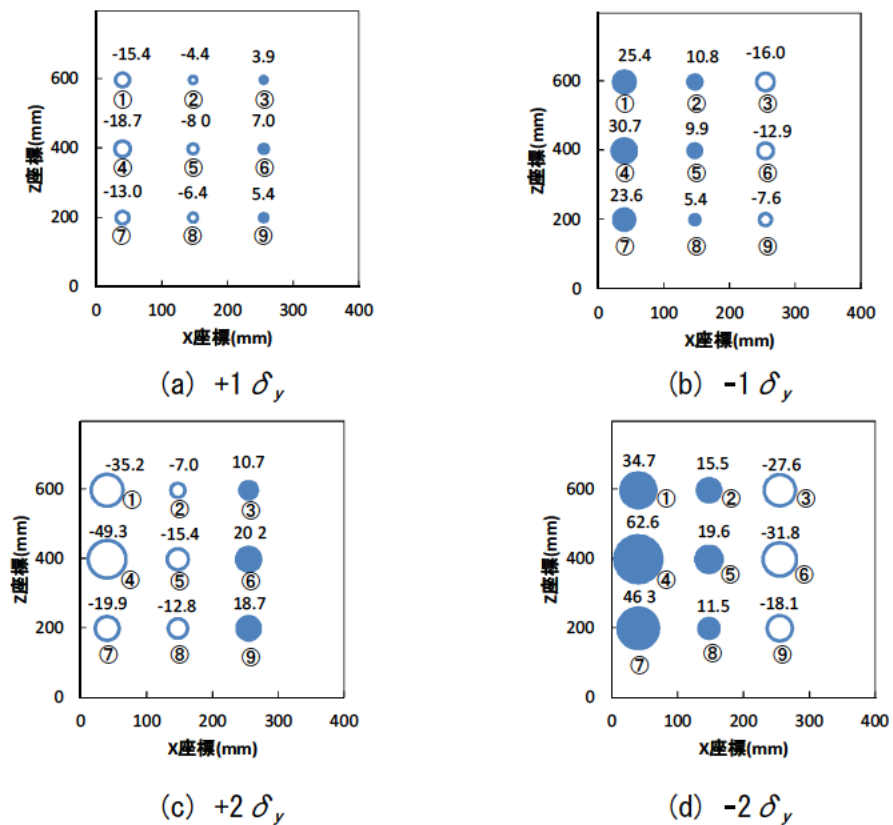 -15.4 -4.4 3.9
600
① ② ③
-18.7 -8 0 7.0
400
④ ⑤ ⑥
-13.0 -6.4 5.4
200
⑦ ⑧ ⑨
0
0 100 200 300 400
Z座標(mm)
X座標(mm)
(a) +1 δy
25.4 10.8 -16.0
600
① ② ③
30.7 9.9 -12.9
400
④ ⑤ ⑥
23.6 5.4 -7.6
200
⑦ ⑧ ⑨
0
0 100 200 300 400
Z座標(mm)
X座標(mm)
(b) -1 δy
-35.2 -7.0 10.7
600
① ② ③
-49.3 -15.4 20 2
400
④ ⑤ ⑥
-19.9 -12.8 18.7
200
⑦ ⑧ ⑨
0
0 100 200 300 400
Z座標(mm)
X座標(mm)
(c) +2 δy
34.7 15.5 -27.6
600
① ② ③
62.6 19.6 -31.8
400
④ ⑤ ⑥
46 3 11.5 -18.1
200
⑦ ⑧ ⑨
0
0 100 200 300 400
Z座標(mm)
X座標(mm)
(d) -2 δy